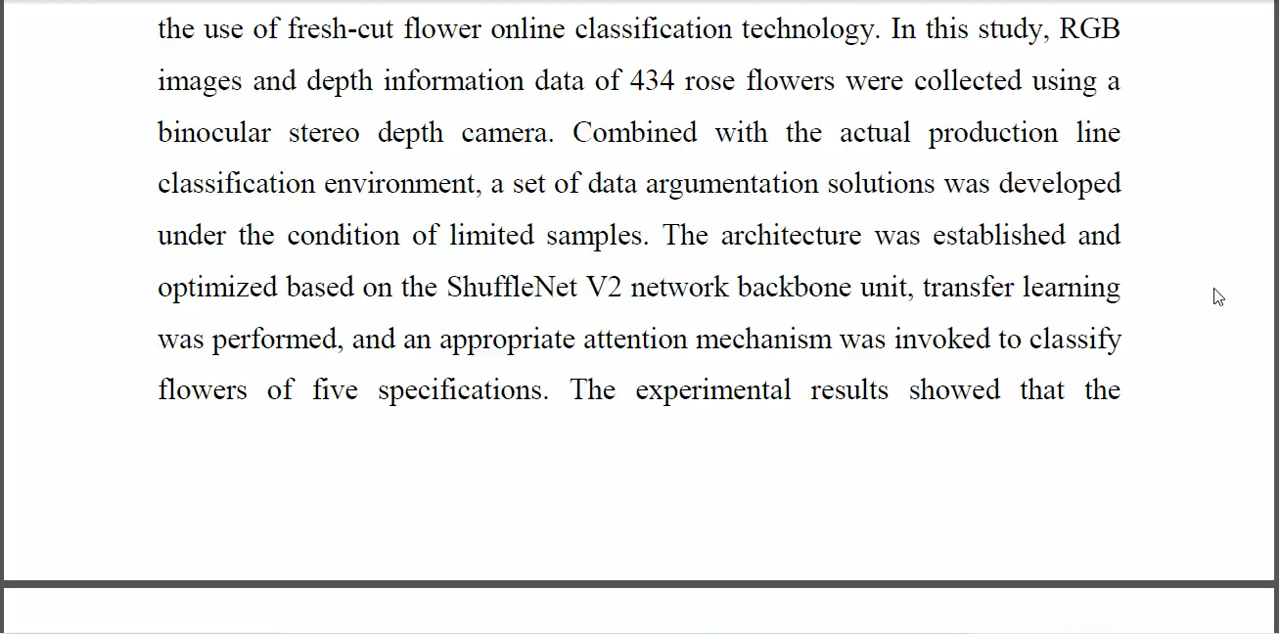 the use of fresh-cut flower online classification technology. In this study, RGB
images and depth information data of 434 rose flowers were collected using a
binocular stereo depth camera. Combined with the actual production line
classification environment, a set of data argumentation solutions was developed
under the condition of limited samples. The architecture was established and
optimized based on the ShuffleNet V2 network backbone unit, transfer learning
was performed, and an appropriate attention mechanism was invoked to classify
flowers of five specifications. The experimental results showed that the